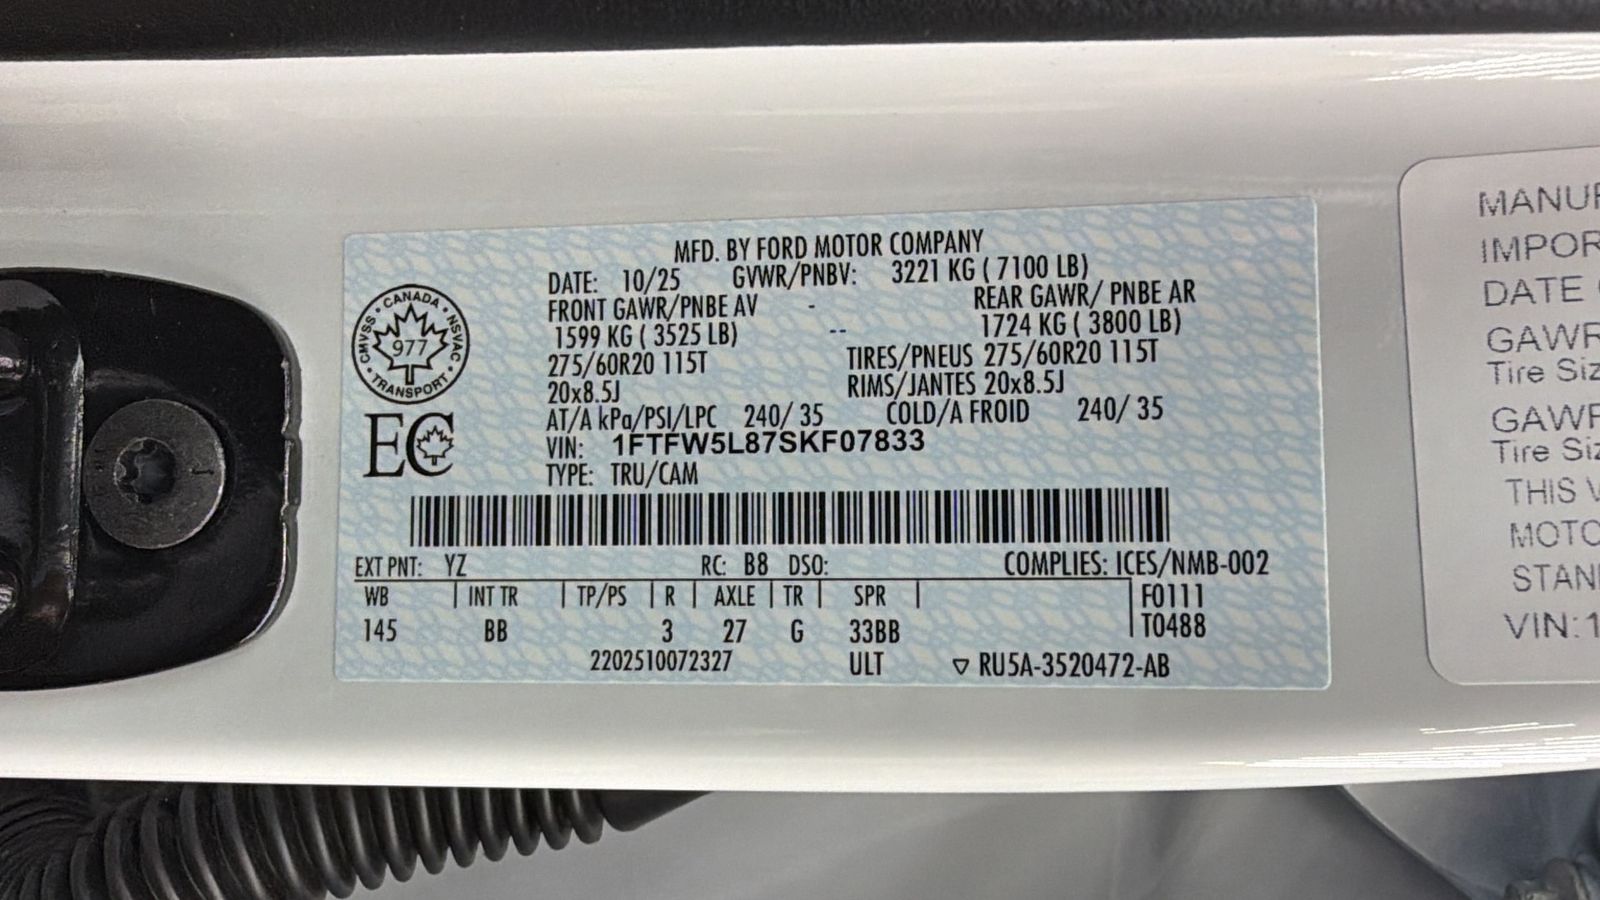 MFD. BY FORD MOTOR COMPANY
DATE: 10/25 GVWR/PNBV: 3221 KG ( 7100 LB)
FRONT GAWR/PNBE AV - REAR GAWR/ PNBE AR
1599 KG ( 3525 LB) -- 1724 KG ( 3800 LB)
275/60R20 115T TIRES/PNEUS 275/60R20 115T
20x8.5J RIMS/JANTES 20x8.5J
AT/A kPa/PSI/LPC 240/ 35 COLD/A FROID 240/ 35
VIN: 1FTFW5L87SKF07833
TYPE: TRU/CAM
CANADA
CMVSS NSVAC
977
TRANSPORT
EC
EXT PNT: YZ RC: B8 DSO: COMPLIES: ICES/NMB-002
WB | INT TR | TP/PS | R | AXLE | TR | SPR | F0111
145 BB 3 27 G 33BB T0488
2202510072327 ULT ▽ RU5A-3520472-AB
MANUF
IMPOR
DATE
GAWR
Tire Siz
GAWR
Tire Siz
THIS V
MOTO
STAN
VIN:1